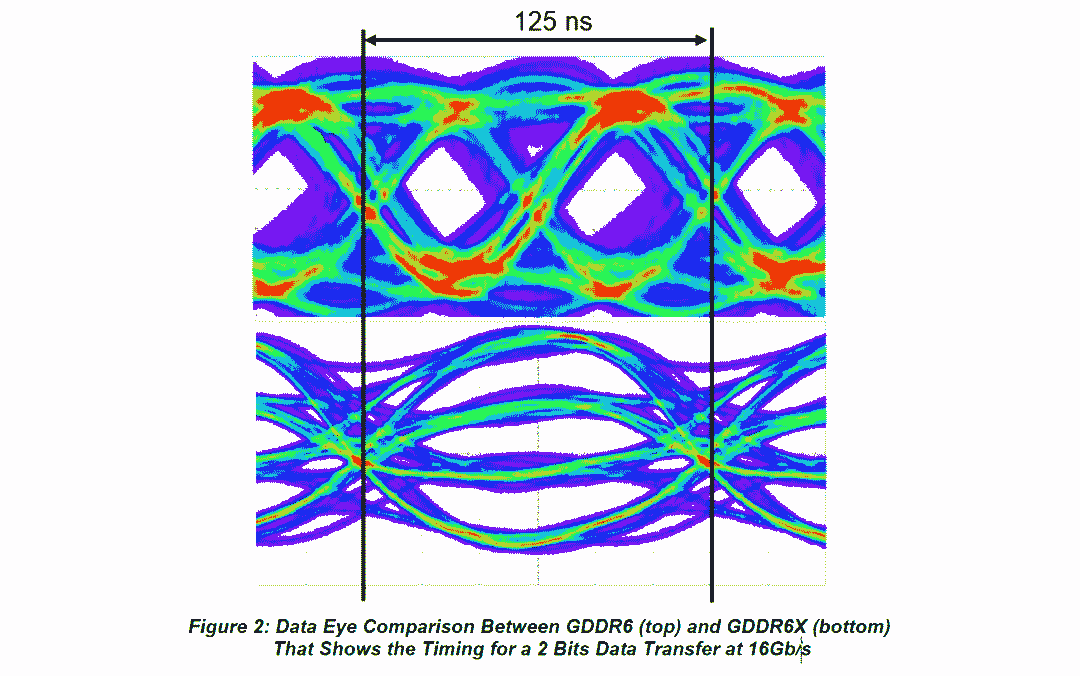 125 ns
Figure 2: Data Eye Comparison Between GDDR6 (top) and GDDR6X (bottom)
That Shows the Timing for a 2 Bits Data Transfer at 16Gb/s